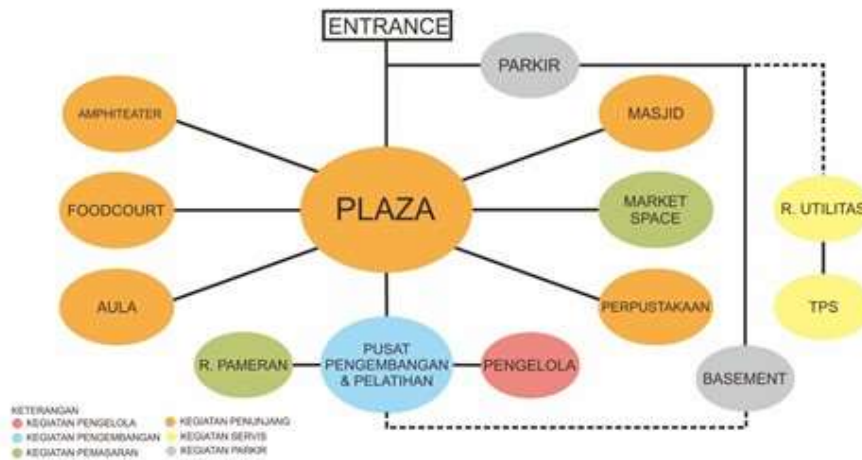 ENTRANCE
PARKIR
AMPHITEATER
MASJID
FOODCOURT
PLAZA
MARKET
SPACE
R. UTILITAS
AULA
PERPUSTAKAAN
TPS
R. PAMERAN
PUSAT
PENGEMBANGAN
& PELATIHAN
PENGELOLA
BASEMENT
KETERANGAN
KEGIATAN PENGELOLA
KEGIATAN PENUNJANG
KEGIATAN PENGEMBANGAN
KEGIATAN SERVIS
KEGIATAN PEMASARAN
KEGIATAN PARKIR